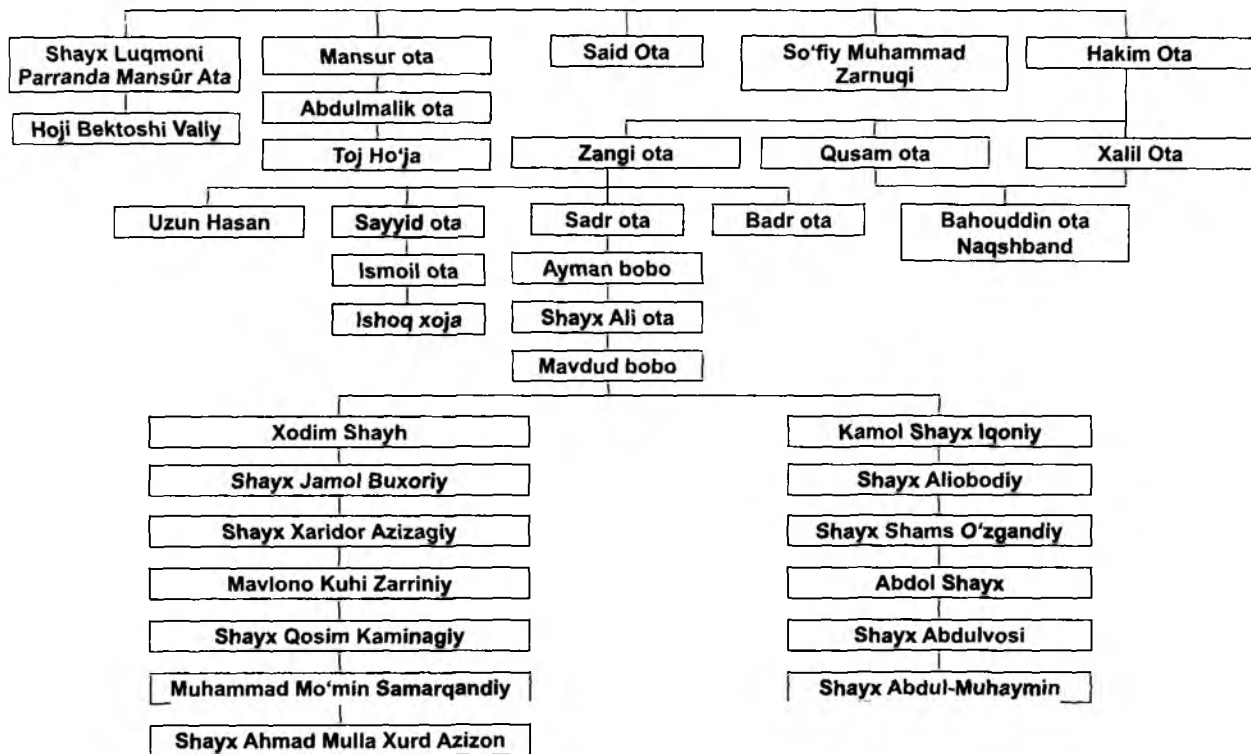 Shayx Luqmoni
Parranda Mansûr Ata
Mansur ota
Said Ota
So‘fiy Muhammad
Zarnuqi
Hakim Ota
Hoji Bektoshi Valiy
Abdulmalik ota
Toj Ho‘ja
Zangi ota
Qusam ota
Xalil Ota
Uzun Hasan
Sayyid ota
Sadr ota
Badr ota
Bahouddin ota
Naqshband
Ismoil ota
Ayman bobo
Ishoq xoja
Shayx Ali ota
Mavdud bobo
Xodim Shayh
Shayx Jamol Buxoriy
Shayx Xaridor Azizagiy
Mavlono Kuhi Zarriniy
Shayx Qosim Kaminagiy
Muhammad Mo‘min Samarqandiy
Shayx Ahmad Mulla Xurd Azizon
Kamol Shayx Iqoniy
Shayx Aliobodiy
Shayx Shams O‘zgandiy
Abdol Shayx
Shayx Abdulvosi
Shayx Abdul-Muhaymin